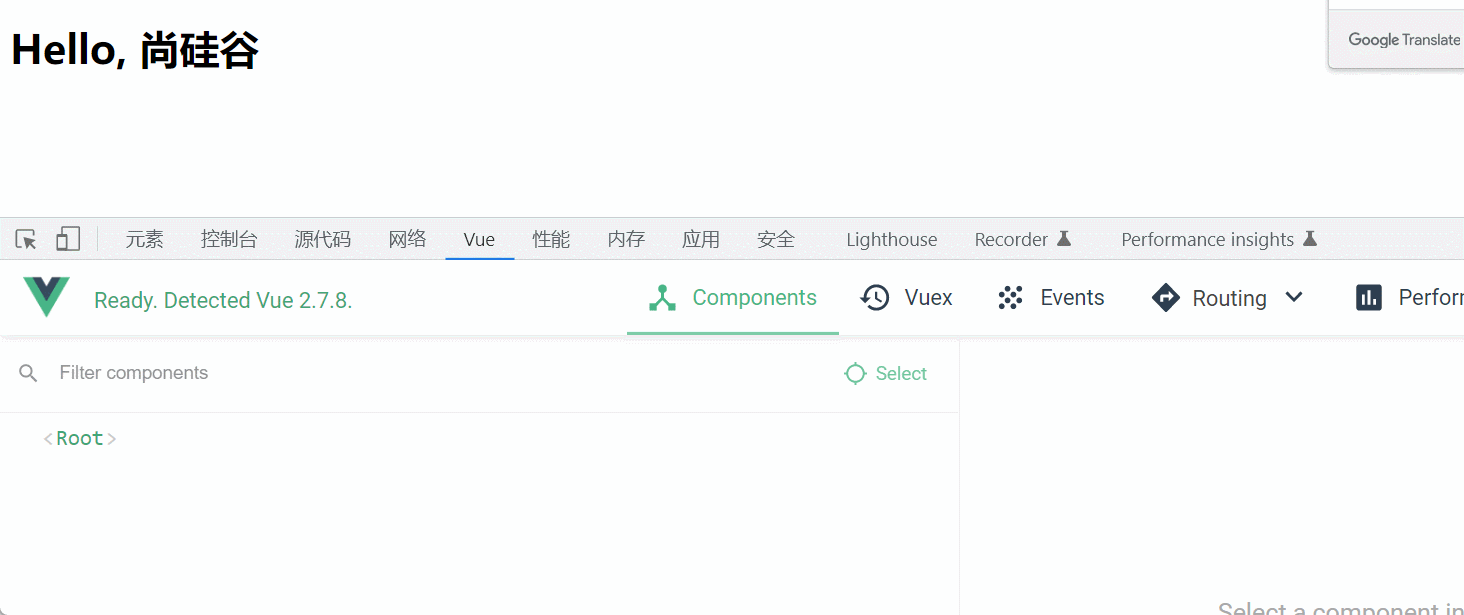 Hello, 尚硅谷
Google Translate
元素 控制台 源代码 网络 Vue 性能 内存 应用 安全 Lighthouse Recorder Performance insights
Ready. Detected Vue 2.7.8. Components Vuex Events Routing Perfor
Filter components Select
<Root>
Select a component in